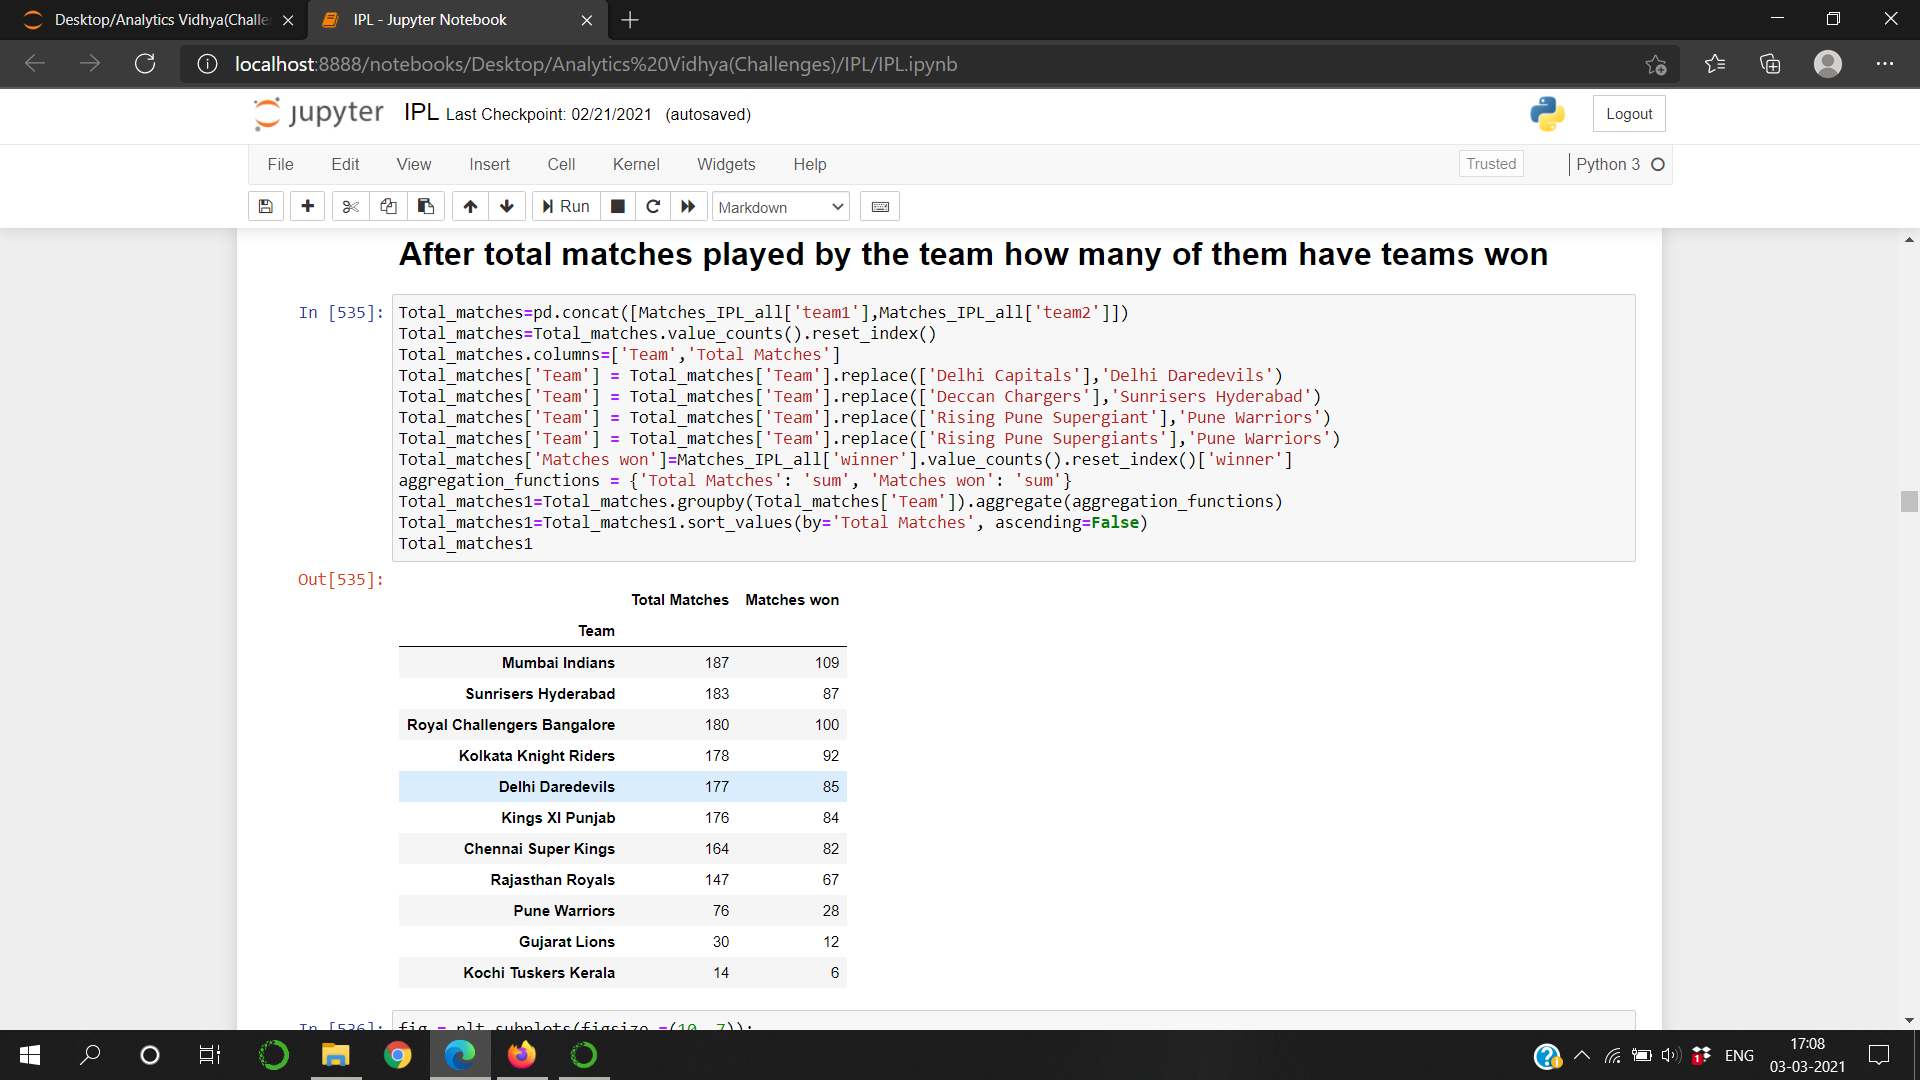 Desktop/Analytics Vidhya(Challe
IPL - Jupyter Notebook
localhost:8888/notebooks/Desktop/Analytics%20Vidhya(Challenges)/IPL/IPL.ipynb
jupyter IPL Last Checkpoint: 02/21/2021 (autosaved)
Logout
File Edit View Insert Cell Kernel Widgets Help
Trusted
Python 3
Run
Markdown
After total matches played by the team how many of them have teams won
In [535]:
Total_matches=pd.concat([Matches_IPL_all['team1'],Matches_IPL_all['team2']])
Total_matches=Total_matches.value_counts().reset_index()
Total_matches.columns=['Team','Total Matches']
Total_matches['Team'] = Total_matches['Team'].replace(['Delhi Capitals'],'Delhi Daredevils')
Total_matches['Team'] = Total_matches['Team'].replace(['Deccan Chargers'],'Sunrisers Hyderabad')
Total_matches['Team'] = Total_matches['Team'].replace(['Rising Pune Supergiant'],'Pune Warriors')
Total_matches['Team'] = Total_matches['Team'].replace(['Rising Pune Supergiants'],'Pune Warriors')
Total_matches['Matches won']=Matches_IPL_all['winner'].value_counts().reset_index()['winner']
aggregation_functions = {'Total Matches': 'sum', 'Matches won': 'sum'}
Total_matches1=Total_matches.groupby(Total_matches['Team']).aggregate(aggregation_functions)
Total_matches1=Total_matches1.sort_values(by='Total Matches', ascending=False)
Total_matches1
Out[535]:
Total Matches Matches won
Team
Mumbai Indians 187 109
Sunrisers Hyderabad 183 87
Royal Challengers Bangalore 180 100
Kolkata Knight Riders 178 92
Delhi Daredevils 177 85
Kings XI Punjab 176 84
Chennai Super Kings 164 82
Rajasthan Royals 147 67
Pune Warriors 76 28
Gujarat Lions 30 12
Kochi Tuskers Kerala 14 6
In [536]: fig = plt.subplots(figsize =(10, 7));
ENG
17:08
03-03-2021